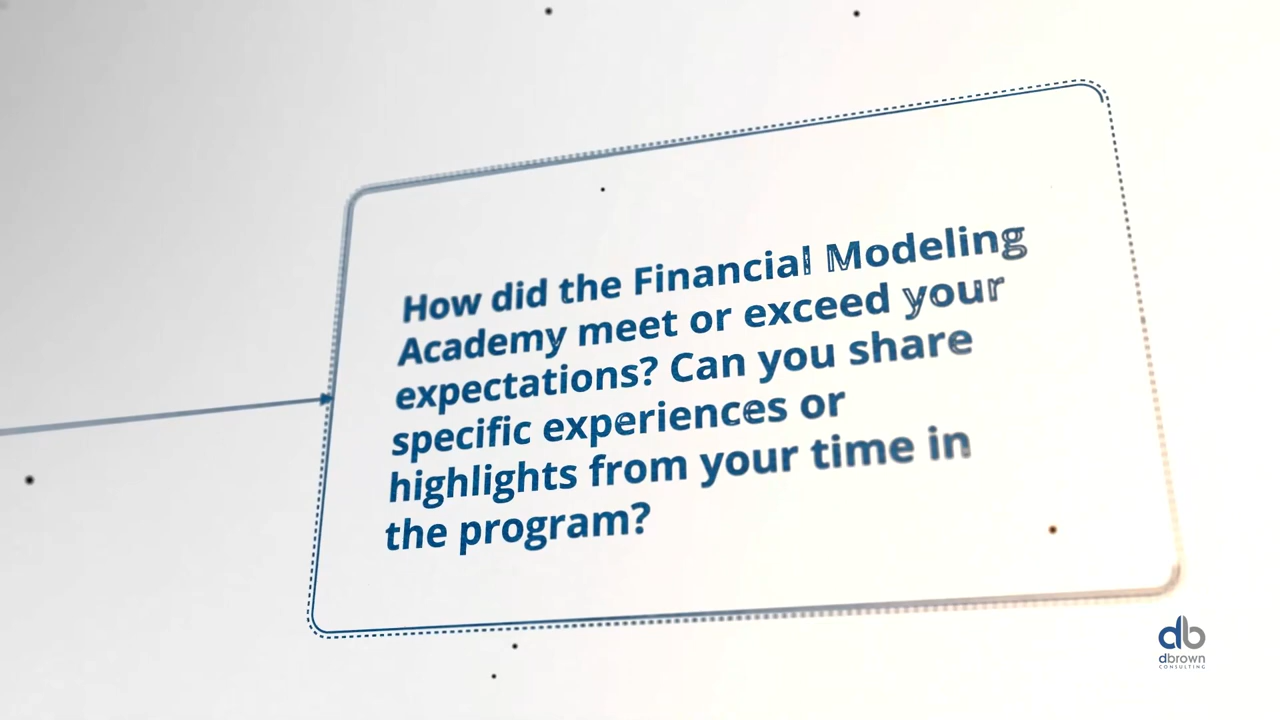 How did the Financial Modeling
Academy meet or exceed your
expectations? Can you share
specific experiences or
highlights from your time in
the program?
db
dbrown
CONSULTING